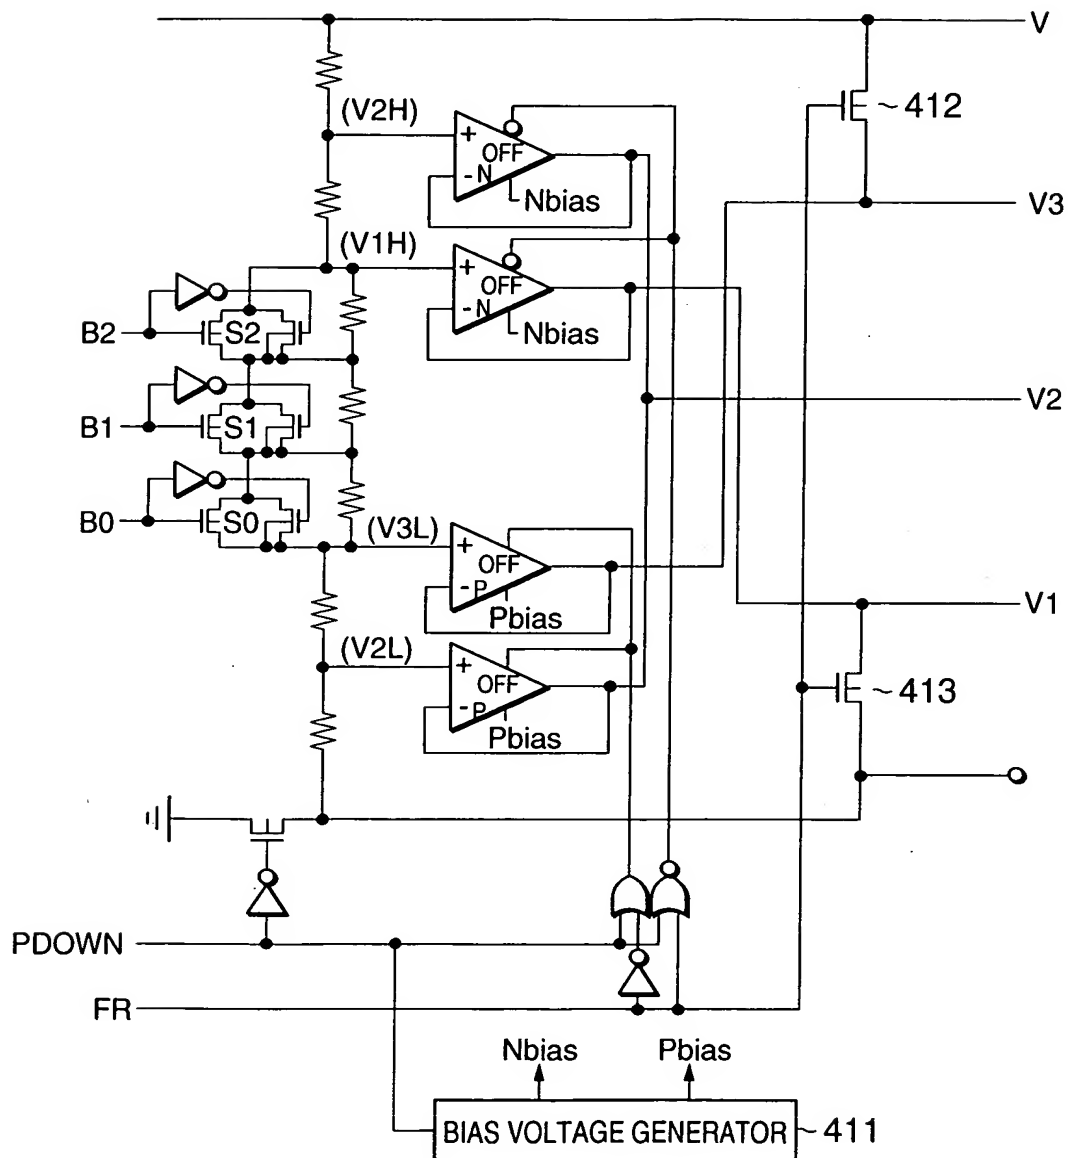 V
412
(V2H)
+
OFF
-N
Nbias
V3
(V1H)
+
OFF
-N
Nbias
B2
S2
V2
B1
S1
B0
S0
(V3L)
+
OFF
-P
Pbias
V1
(V2L)
+
OFF
-P
Pbias
413
PDOWN
FR
Nbias
Pbias
BIAS VOLTAGE GENERATOR
411